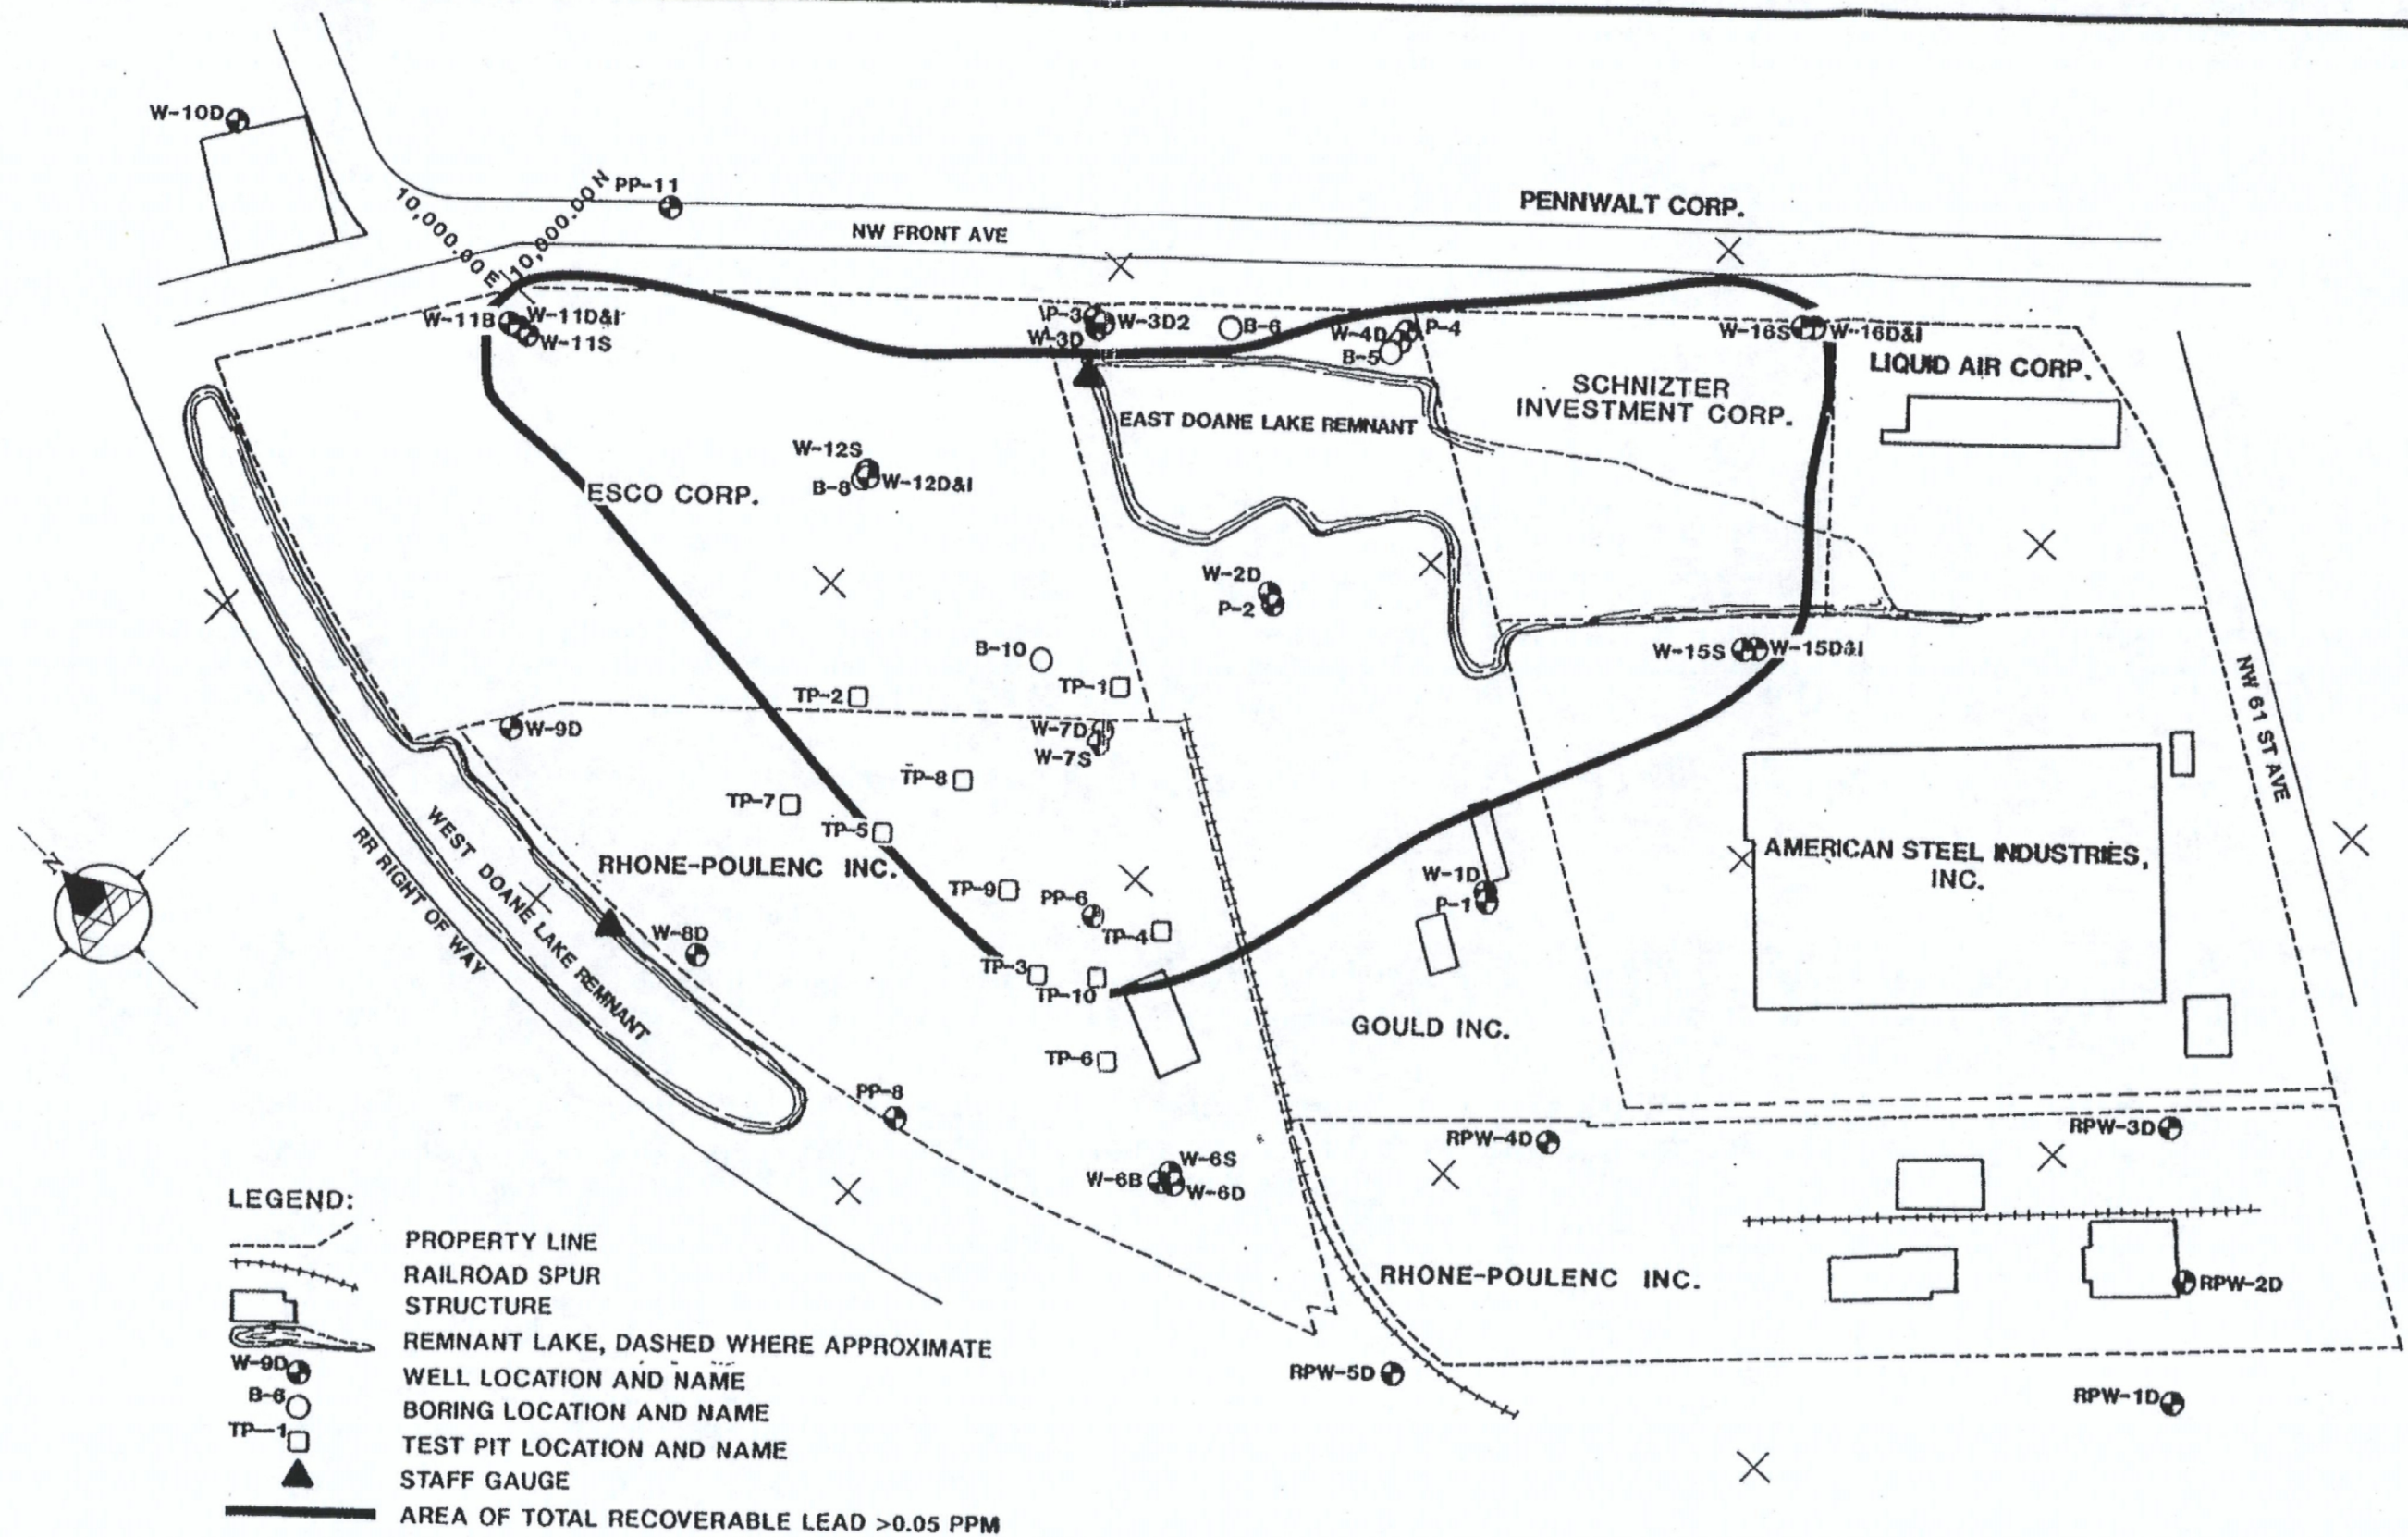 W-10D
PP-11
10,000.00 E
10,000.00 N
PENNWALT CORP.
NW FRONT AVE
W-11B
W-11D&I
W-11S
P-3
W-3D2
W-3D
B-6
W-4D
P-4
B-5
W-16S
W-16D&I
LIQUID AIR CORP.
SCHNIZTER
INVESTMENT CORP.
EAST DOANE LAKE REMNANT
W-12S
B-8
W-12D&I
ESCO CORP.
W-2D
P-2
B-10
TP-1
TP-2
W-15S
W-15D&I
NW 61 ST AVE
W-9D
W-7D
W-7S
TP-8
TP-7
TP-5
RHONE-POULENC INC.
WEST DOANE LAKE REMNANT
RR RIGHT OF WAY
N
W-8D
TP-9
PP-6
TP-4
TP-3
TP-10
TP-6
W-1D
P-1
AMERICAN STEEL INDUSTRIES,
INC.
GOULD INC.
PP-8
W-6S
W-6B
W-6D
RPW-4D
RPW-3D
RHONE-POULENC INC.
RPW-2D
RPW-5D
RPW-1D
LEGEND:
PROPERTY LINE
RAILROAD SPUR
STRUCTURE
REMNANT LAKE, DASHED WHERE APPROXIMATE
W-9D WELL LOCATION AND NAME
B-6 BORING LOCATION AND NAME
TP-1 TEST PIT LOCATION AND NAME
STAFF GAUGE
AREA OF TOTAL RECOVERABLE LEAD >0.05 PPM